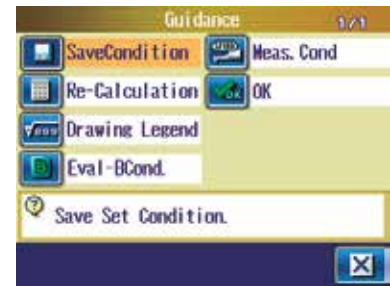 Guidance 1/1
SaveCondition Meas. Cond
Re-Calculation OK
Drawing Legend
Eval-BCond.
Save Set Condition.